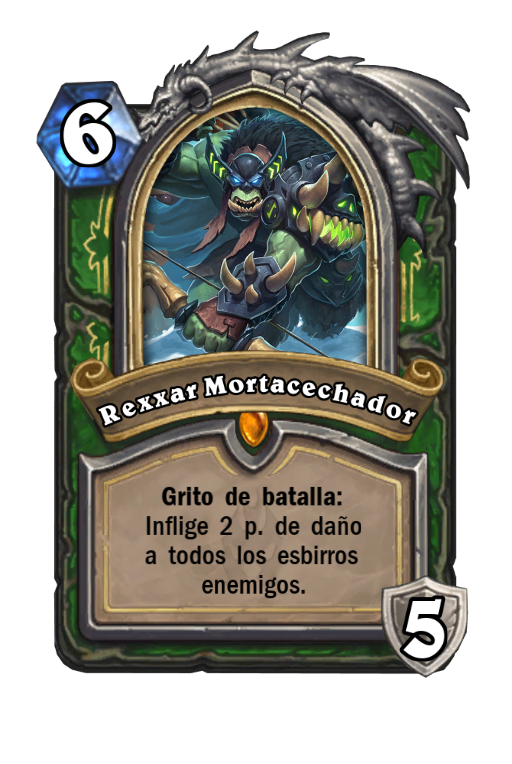 6
Rexxar Mortacechador
Grito de batalla:
Inflige 2 p. de daño
a todos los esbirros
enemigos.
5